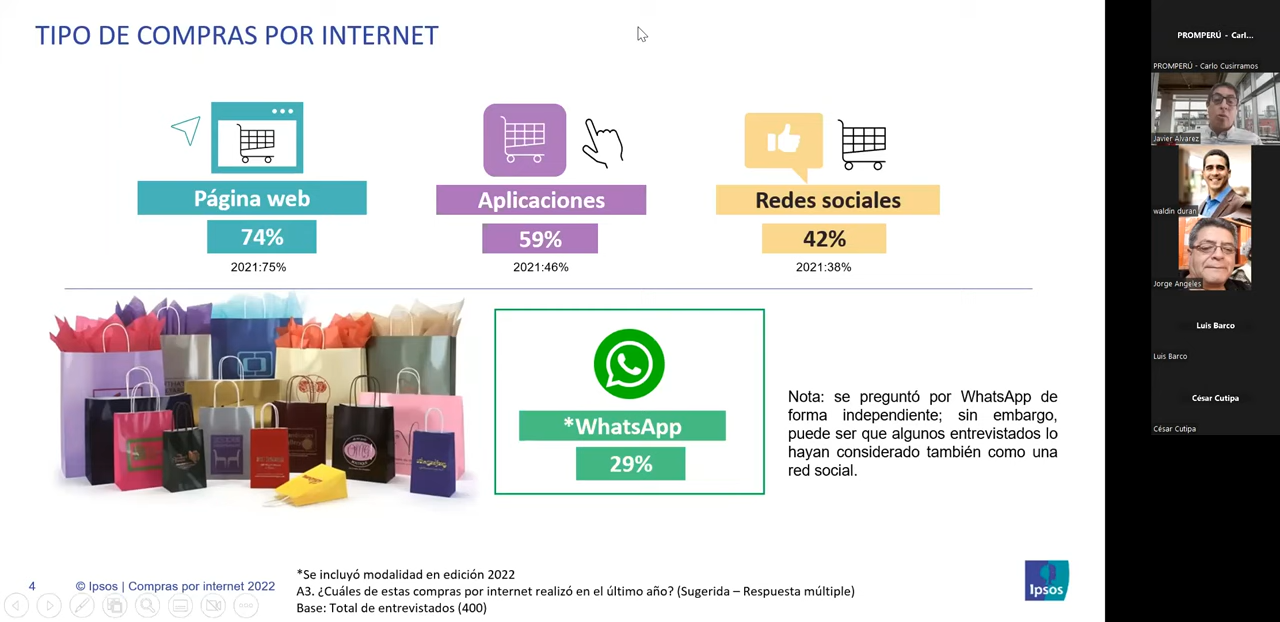 TIPO DE COMPRAS POR INTERNET
Página web
74%
2021:75%
Aplicaciones
59%
2021:46%
Redes sociales
42%
2021:38%
*WhatsApp
29%
Nota: se preguntó por WhatsApp de
forma independiente; sin embargo,
puede ser que algunos entrevistados lo
hayan considerado también como una
red social.
4
© Ipsos | Compras por internet 2022
*Se incluyó modalidad en edición 2022
A3. ¿Cuáles de estas compras por internet realizó en el último año? (Sugerida – Respuesta múltiple)
Base: Total de entrevistados (400)
Ipsos
PROMPERÚ - Carl...
PROMPERÚ - Carlo Cusirramos
Javier Alvarez
waldin duran
Jorge Angeles
Luis Barco
Luis Barco
César Cutipa
César Cutipa